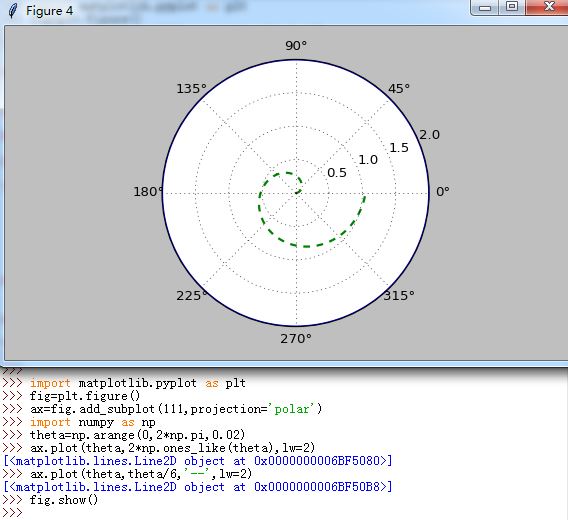 Figure 4
90°
135°
45°
2.0
1.5
1.0
0.5
180°
0°
225°
315°
270°
>>>
>>> import matplotlib.pyplot as plt
>>> fig=plt.figure()
>>> ax=fig.add_subplot(111,projection='polar')
>>> import numpy as np
>>> theta=np.arange(0,2*np.pi,0.02)
>>> ax.plot(theta,2*np.ones_like(theta),lw=2)
[<matplotlib.lines.Line2D object at 0x0000000006BF5080>]
>>> ax.plot(theta,theta/6,'--',lw=2)
[<matplotlib.lines.Line2D object at 0x0000000006BF50B8>]
>>> fig.show()
>>>